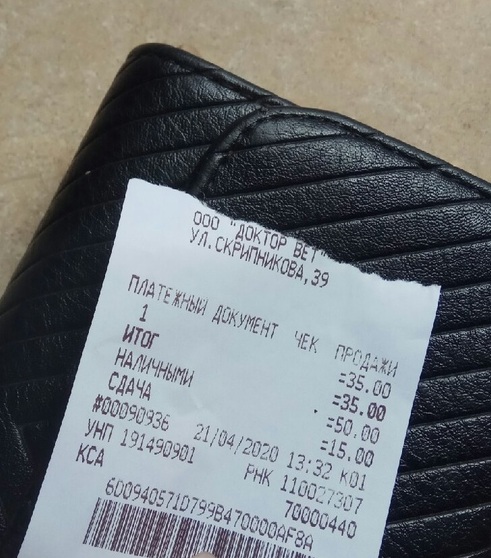 ООО "ДОКТОР ВЕТ"
УЛ.СКРИПНИКОВА,39
ПЛАТЕЖНЫЙ ДОКУМЕНТ ЧЕК ПРОДАЖИ
1 =35.00
ИТОГ =35.00
НАЛИЧНЫМИ =50.00
СДАЧА =15.00
#00090936 21/04/2020 13:32 К01
УНП 191490901 РНК 110027307
КСА 70000440
6D0940571D799B470000AF8A